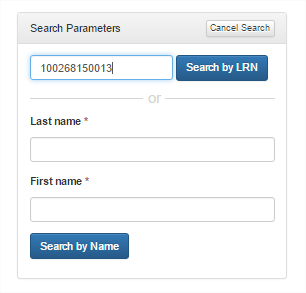 Search Parameters Cancel Search
100268150013 Search by LRN
or
Last name *
First name *
Search by Name